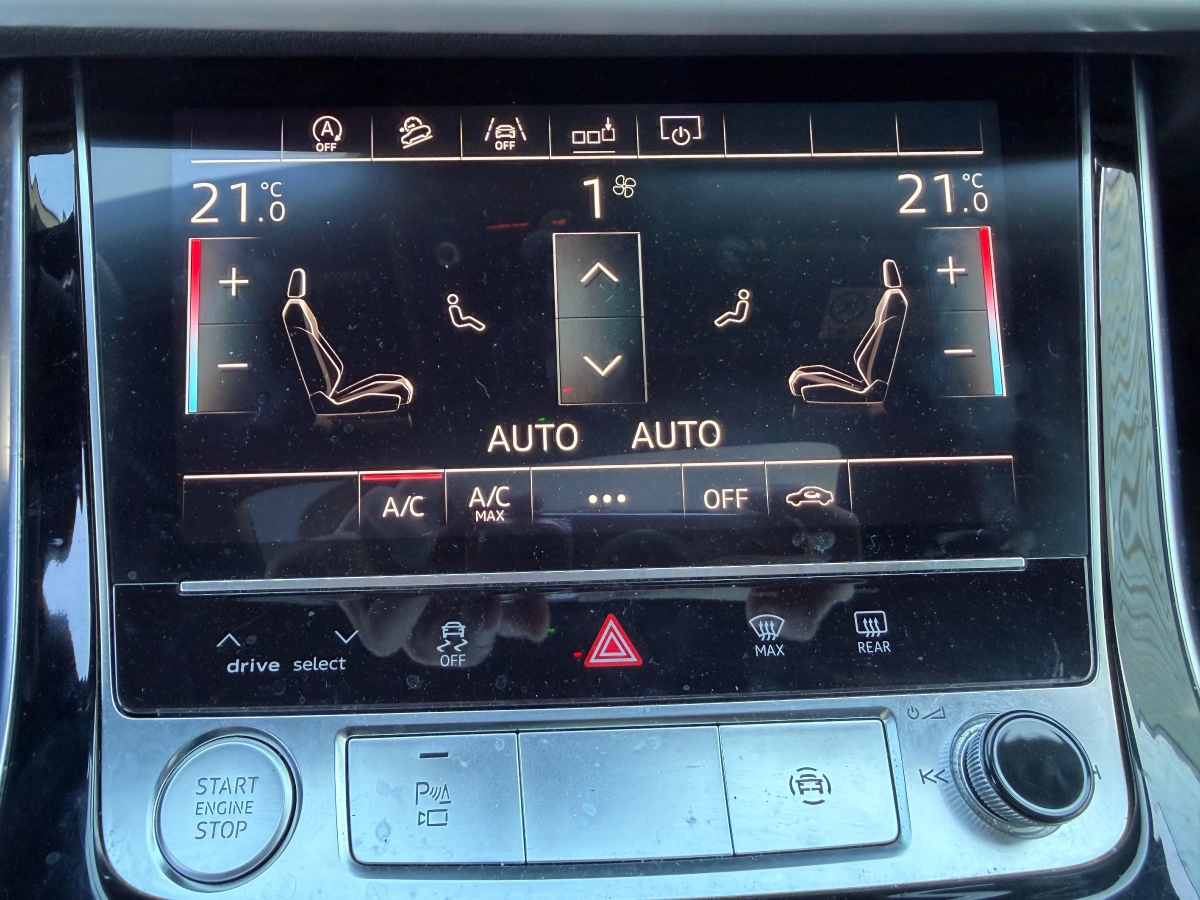 A
OFF
OFF
21.0 °C
1
21.0 °C
+
+
−
−
AUTO AUTO
A/C
A/C
MAX
OFF
drive select
OFF
MAX
REAR
START
ENGINE
STOP
P